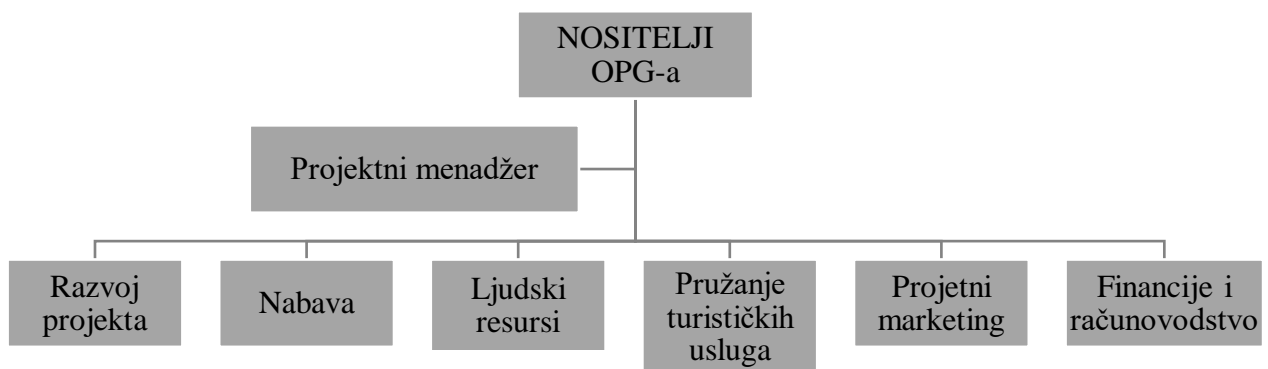 NOSITELJI
OPG-a
Projektni menadžer
Razvoj
projekta
Nabava
Ljudski
resursi
Pružanje
turističkih
usluga
Projetni
marketing
Financije i
računovodstvo